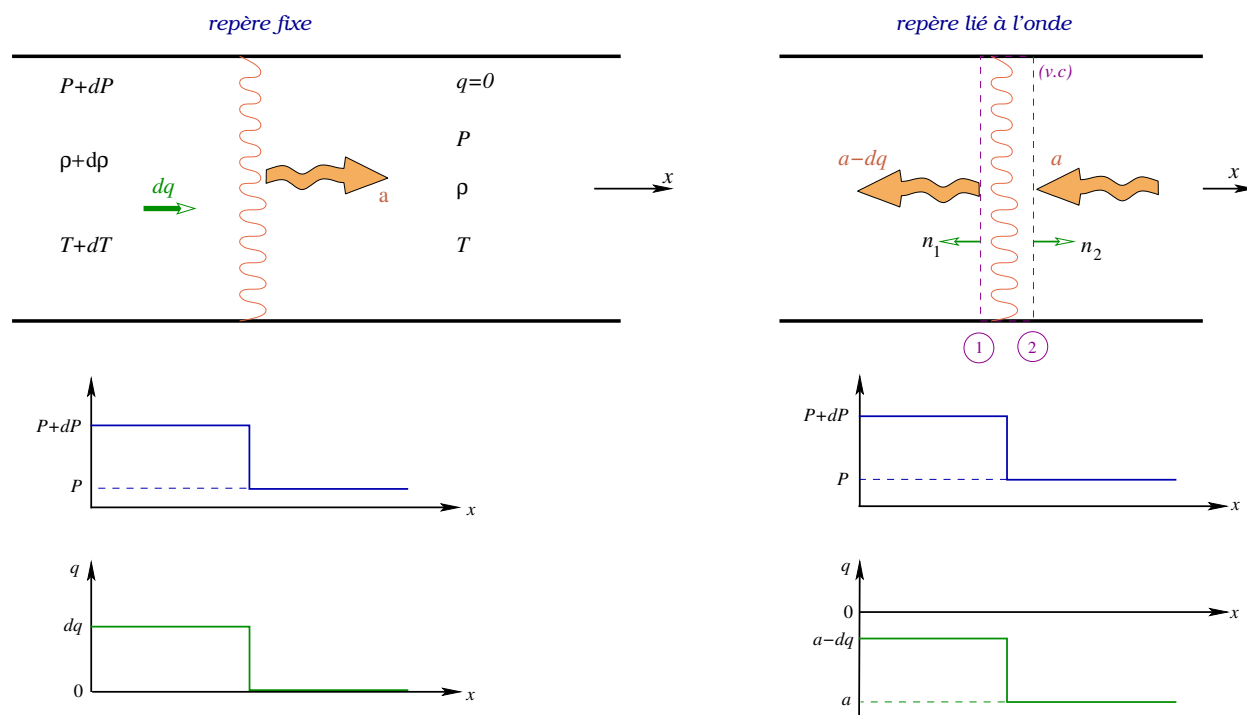 repère fixe
P+dP
q=0
P
ρ+dρ
dq
a
ρ
x
T+dT
T
P+dP
P
x
q
dq
0
x
repère lié à l'onde
(v.c)
a−dq
a
x
n1
n2
1
2
P+dP
P
x
q
0
x
a−dq
a